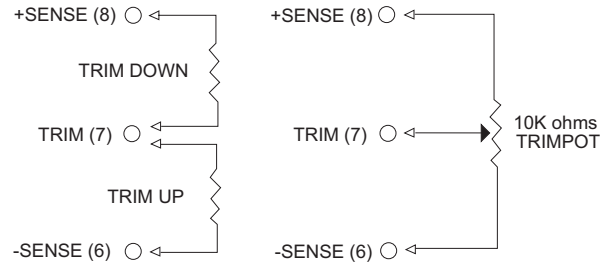 +SENSE (8)
TRIM DOWN
TRIM (7)
TRIM UP
-SENSE (6)
+SENSE (8)
TRIM (7)
10K ohms
TRIMPOT
-SENSE (6)